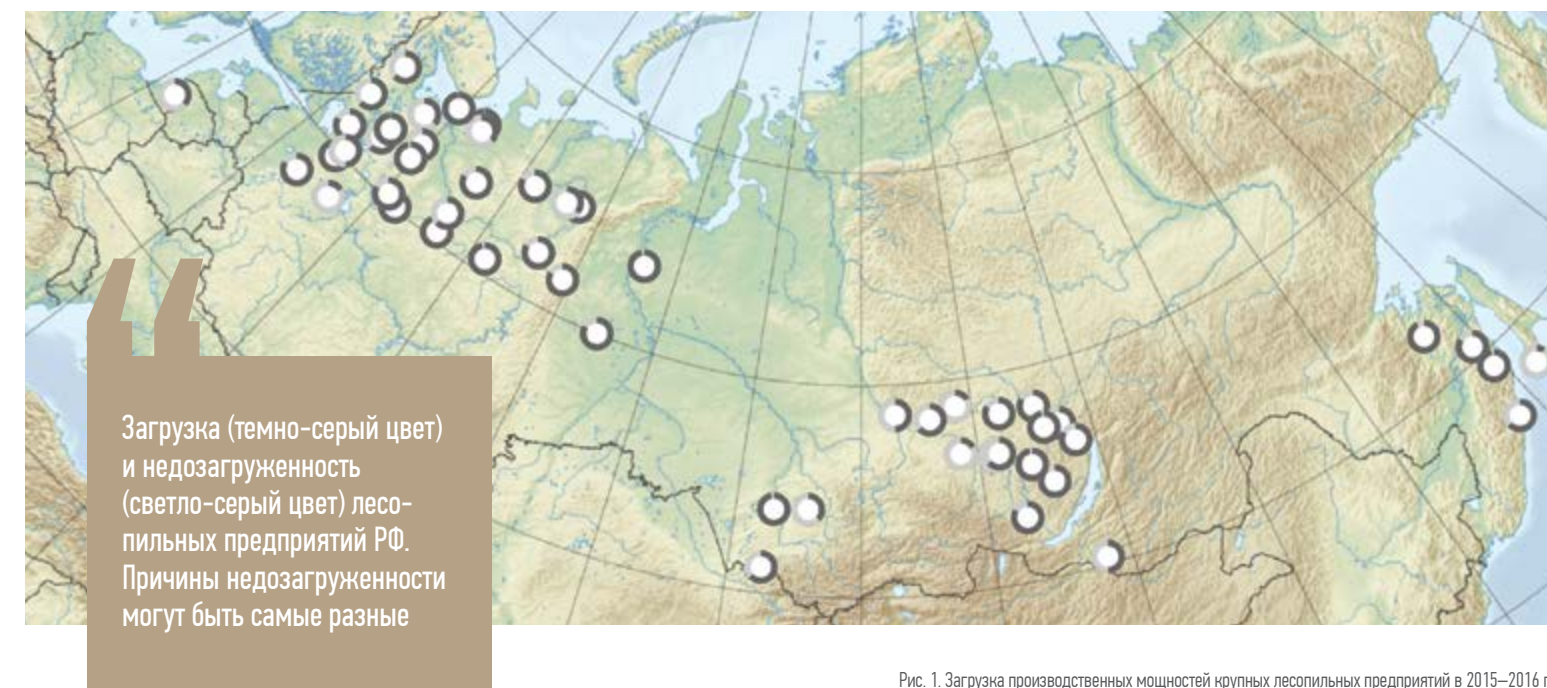 Загрузка (темно-серый цвет)
и недозагруженность
(светло-серый цвет) лесо-
пильных предприятий РФ.
Причины недозагруженности
могут быть самые разные
Рис. 1. Загрузка производственных мощностей крупных лесопильных предприятий в 2015–2016 г